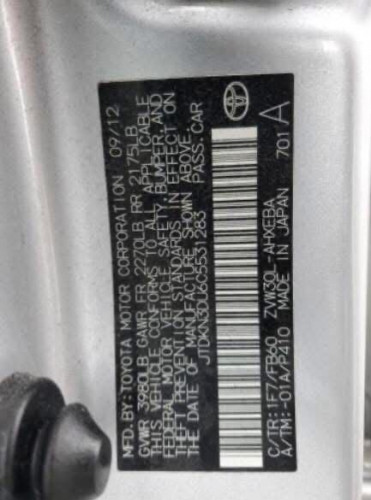 MFD. BY: TOYOTA MOTOR CORPORATION 09/12
GVWR 3980LB GAWR FR 2270LB RR 2175LB
THIS VEHICLE CONFORMS TO ALL APPLICABLE
FEDERAL MOTOR VEHICLE SAFETY, BUMPER, AND
THEFT PREVENTION STANDARDS IN EFFECT ON
THE DATE OF MANUFACTURE SHOWN ABOVE.
JTDKN3DU6C5531283 PASS. CAR
C/TR: 1F7/FB60 ZVW30L-AHXEBA
A/TM: -01A/P410 MADE IN JAPAN 701 A